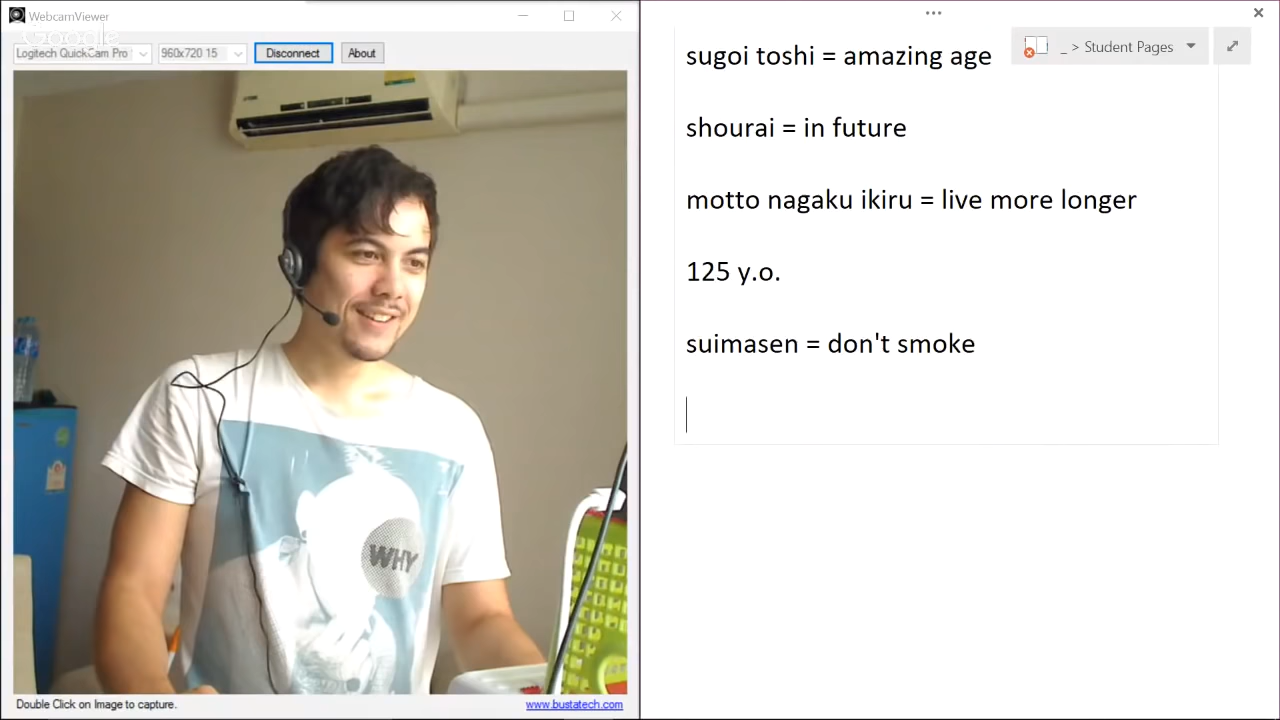 WebcamViewer
Google
Logitech QuickCam Pro
960x720 15
Disconnect
About
WHY
Double Click on Image to capture.
www.bustatech.com
_ > Student Pages
sugoi toshi = amazing age
shourai = in future
motto nagaku ikiru = live more longer
125 y.o.
suimasen = don't smoke